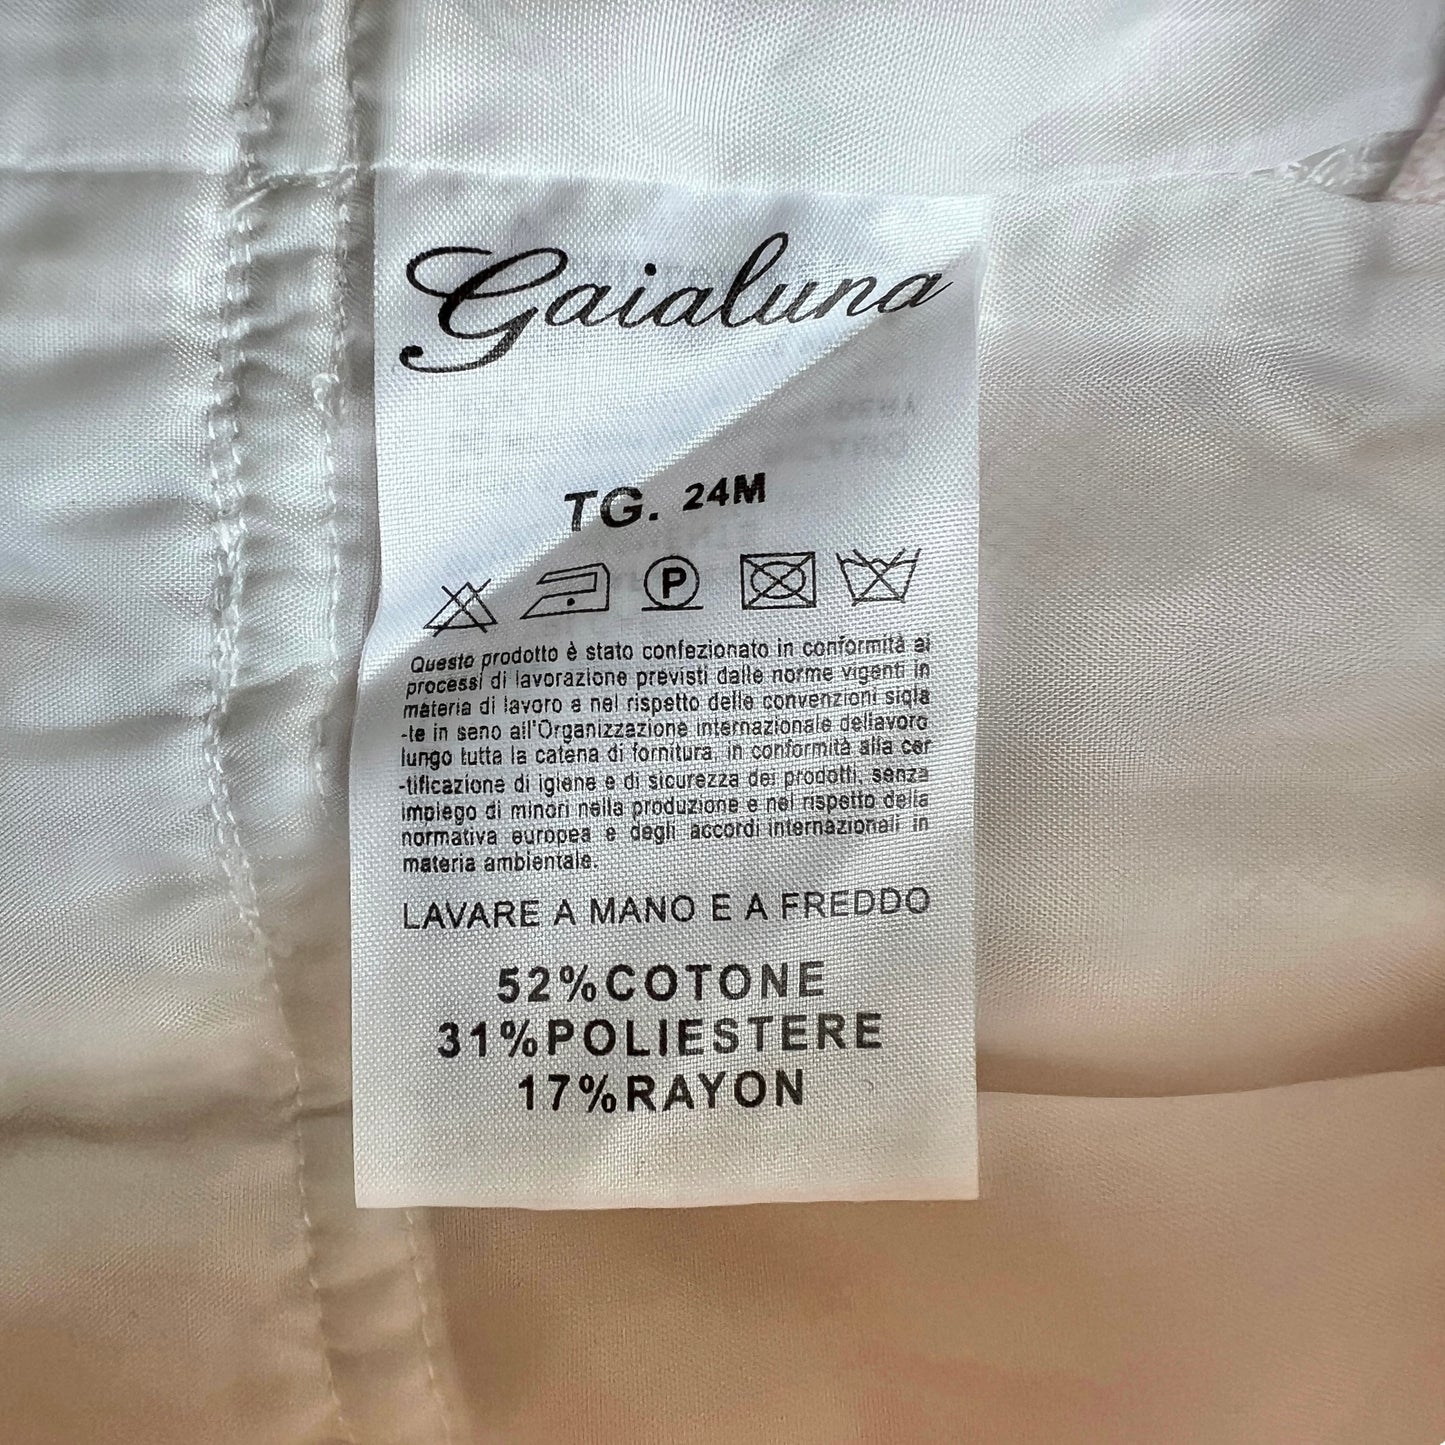 Gaialuna
TG. 24M
P
Questo prodotto è stato confezionato in conformità ai
processi di lavorazione previsti dalle norme vigenti in
materia di lavoro e nel rispetto delle convenzioni sigla
-te in seno all'Organizzazione internazionale dellavoro
lungo tutta la catena di fornitura, in conformità alla cer
-tificazione di igiene e di sicurezza dei prodotti, senza
impiego di minori nella produzione e nel rispetto della
normativa europea e degli accordi internazionali in
materia ambientale.
LAVARE A MANO E A FREDDO
52%COTONE
31%POLIESTERE
17%RAYON